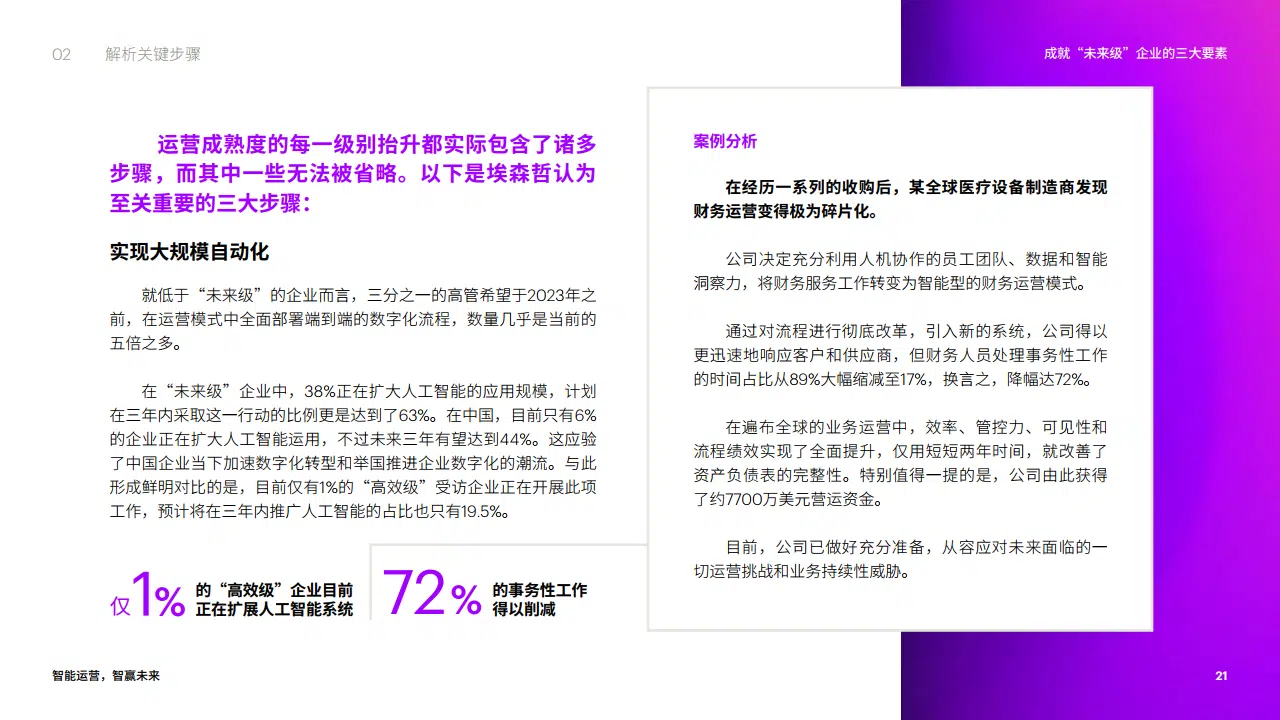 02 解析关键步骤
成就“未来级”企业的三大要素
运营成熟度的每一级别抬升都实际包含了诸多
步骤，而其中一些无法被省略。以下是埃森哲认为
至关重要的三大步骤：
实现大规模自动化
就低于“未来级”的企业而言，三分之一的高管希望于2023年之
前，在运营模式中全面部署端到端的数字化流程，数量几乎是当前的
五倍之多。
在“未来级”企业中，38%正在扩大人工智能的应用规模，计划
在三年内采取这一行动的比例更是达到了63%。在中国，目前只有6%
的企业正在扩大人工智能运用，不过未来三年有望达到44%。这应验
了中国企业当下加速数字化转型和举国推进企业数字化的潮流。与此
形成鲜明对比的是，目前仅有1%的“高效级”受访企业正在开展此项
工作，预计将在三年内推广人工智能的占比也只有19.5%。
仅1% 的“高效级”企业目前
正在扩展人工智能系统
72% 的事务性工作
得以削减
案例分析
在经历一系列的收购后，某全球医疗设备制造商发现
财务运营变得极为碎片化。
公司决定充分利用人机协作的员工团队、数据和智能
洞察力，将财务服务工作转变为智能型的财务运营模式。
通过对流程进行彻底改革，引入新的系统，公司得以
更迅速地响应客户和供应商，但财务人员处理事务性工作
的时间占比从89%大幅缩减至17%，换言之，降幅达72%。
在遍布全球的业务运营中，效率、管控力、可见性和
流程绩效实现了全面提升，仅用短短两年时间，就改善了
资产负债表的完整性。特别值得一提的是，公司由此获得
了约7700万美元营运资金。
目前，公司已做好充分准备，从容应对未来面临的一
切运营挑战和业务持续性威胁。
智能运营，智赢未来
21